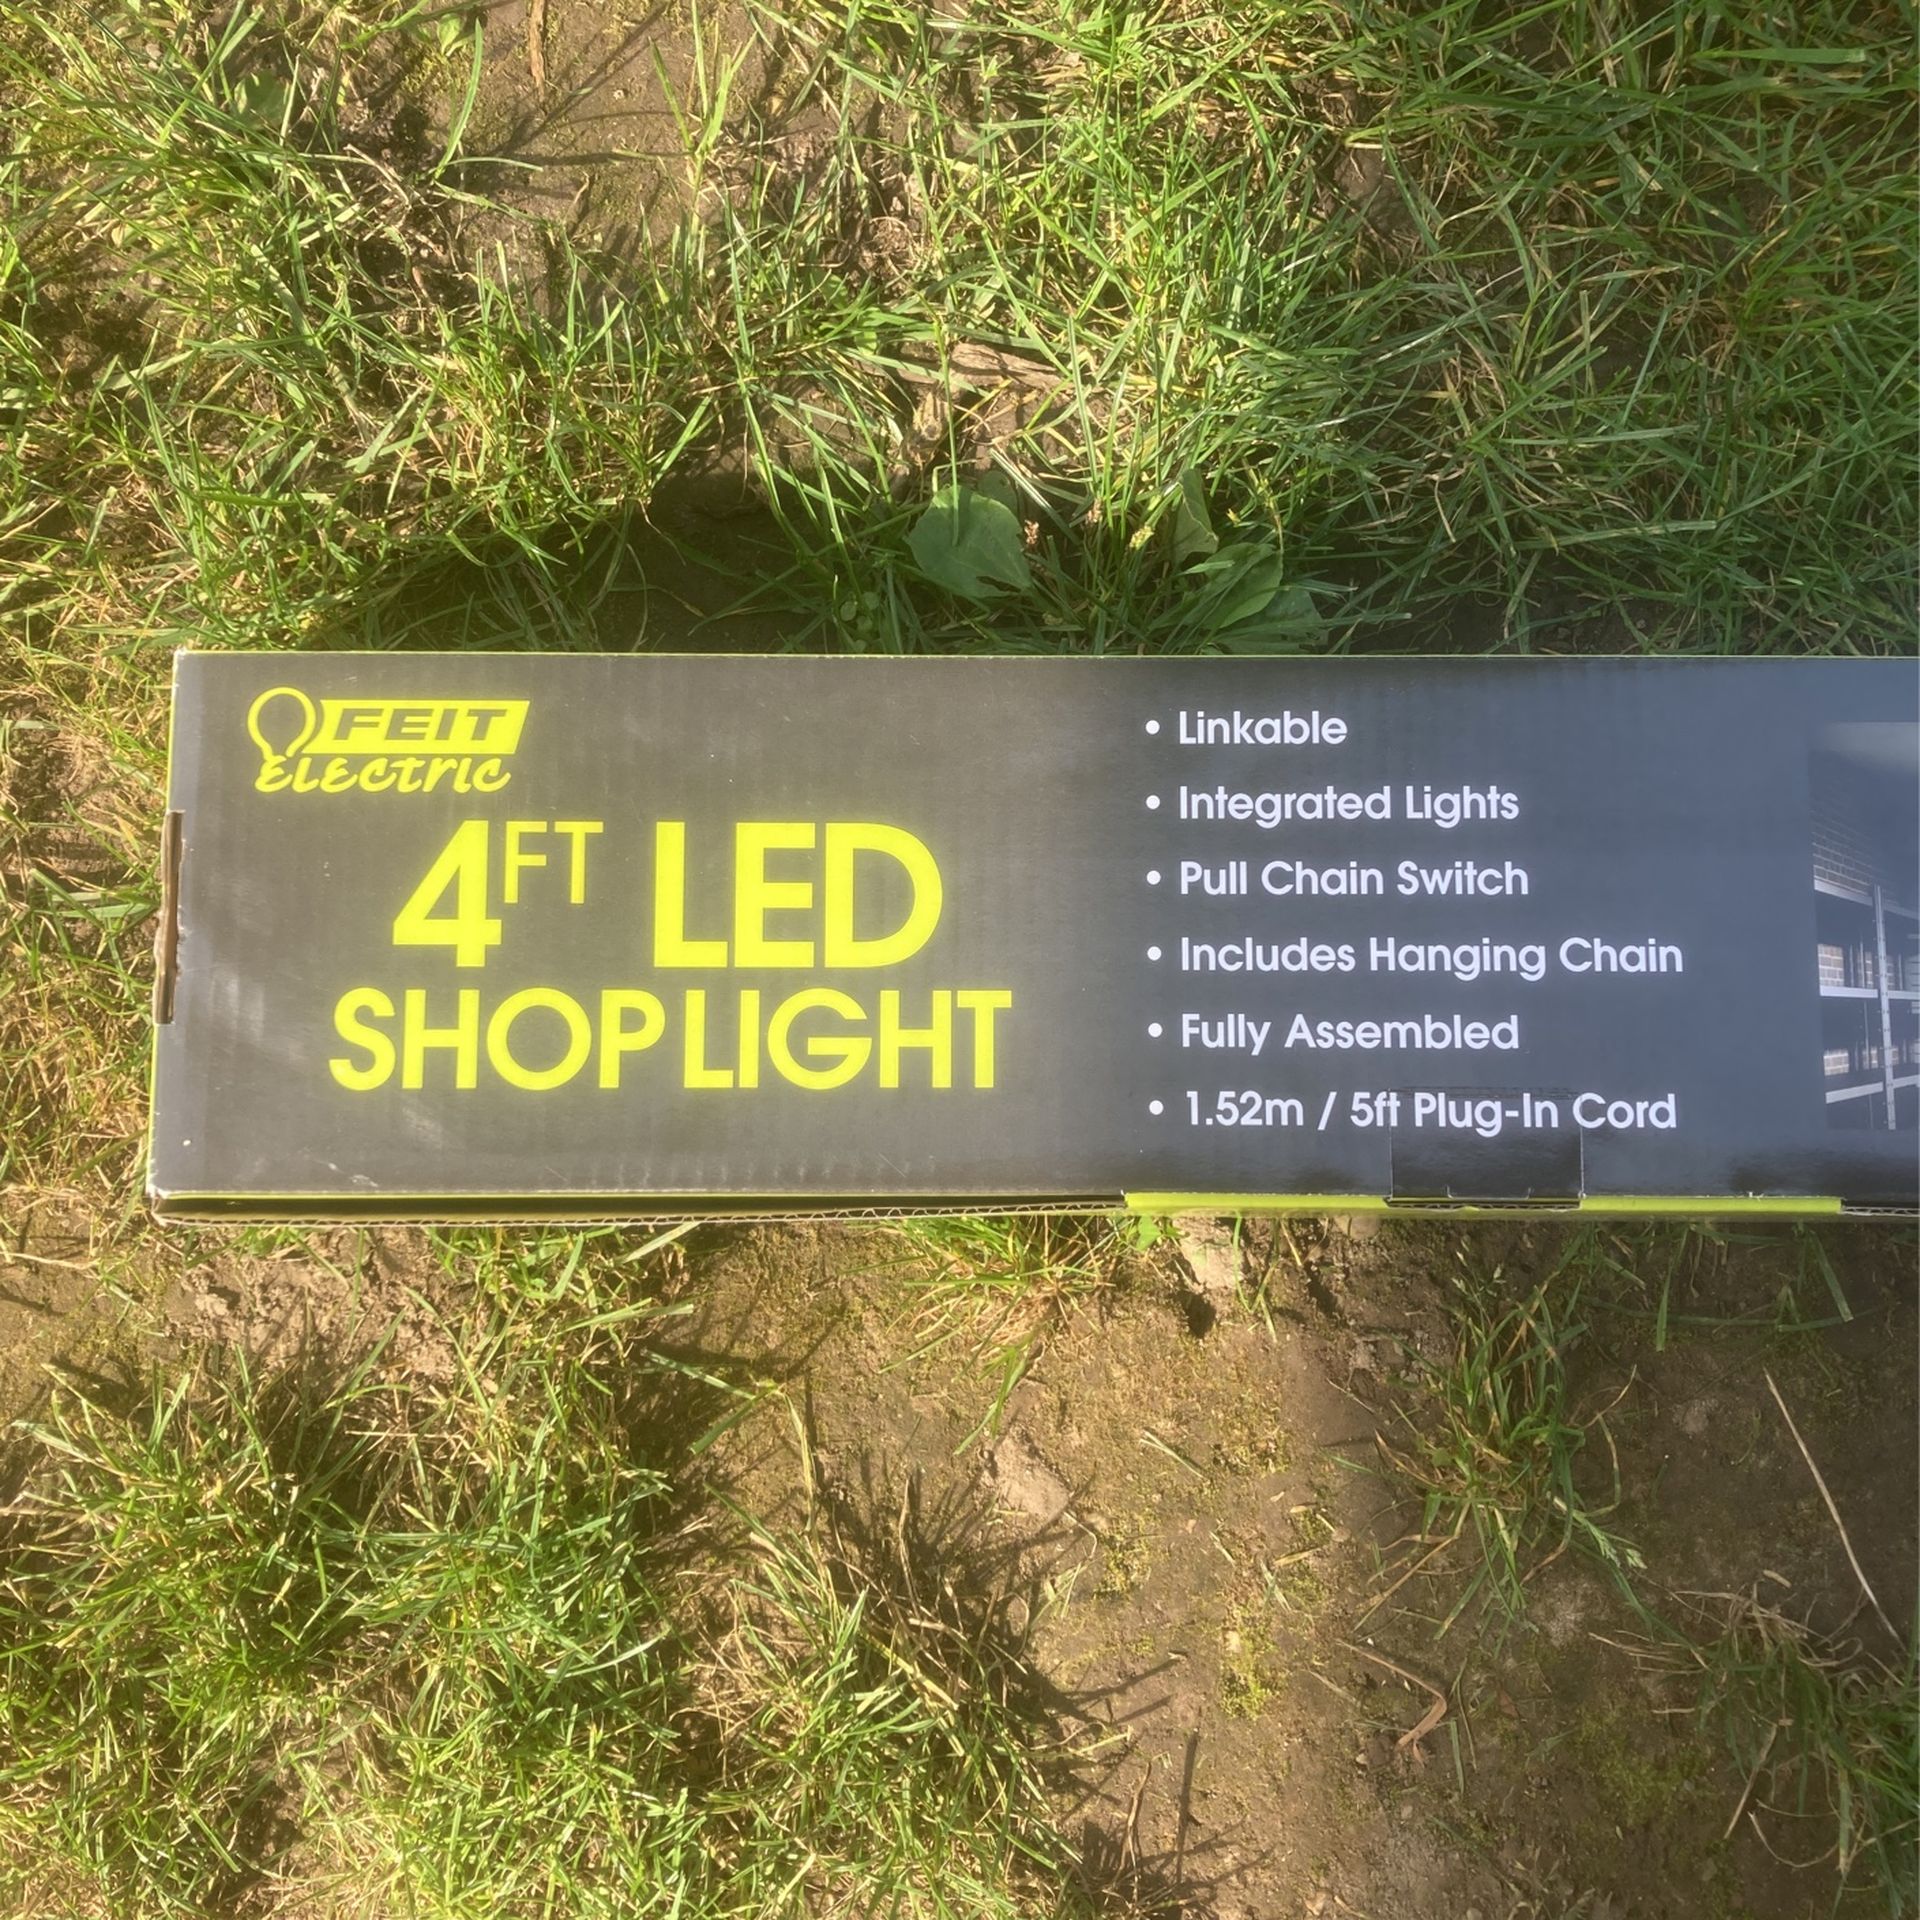 FEIT
ELECTRIC
4FT LED
SHOP LIGHT
• Linkable
• Integrated Lights
• Pull Chain Switch
• Includes Hanging Chain
• Fully Assembled
• 1.52m / 5ft Plug-In Cord